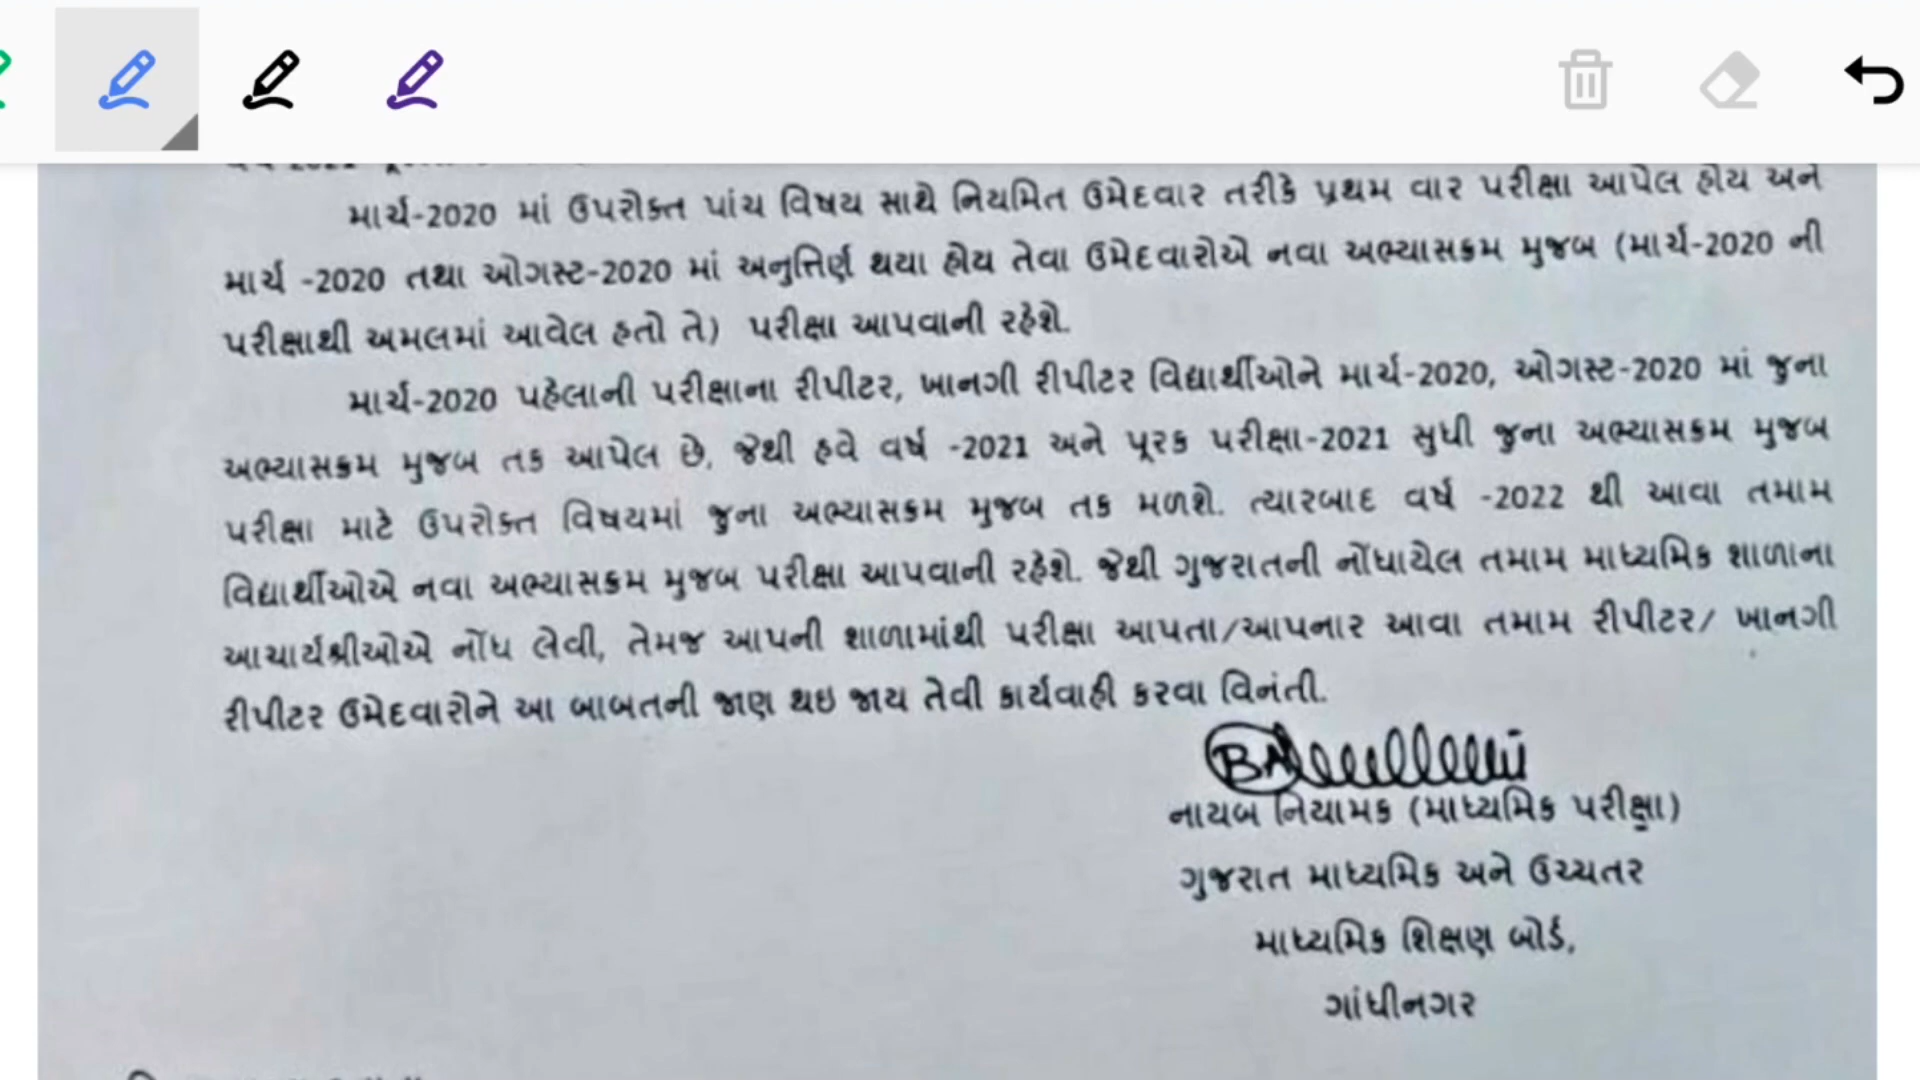 માર્ચ-2020 માં ઉપરોક્ત પાંચ વિષય સાથે નિયમિત ઉમેદવાર તરીકે પ્રથમ વાર પરીક્ષા આપેલ હોય અને
માર્ચ -2020 તથા ઓગસ્ટ-2020 માં અનુત્તિર્ણ થયા હોય તેવા ઉમેદવારોએ નવા અભ્યાસક્રમ મુજબ (માર્ચ-2020 ની
પરીક્ષાથી અમલમાં આવેલ હતો તે) પરીક્ષા આપવાની રહેશે.
માર્ચ-2020 પહેલાની પરીક્ષાના રીપીટર, ખાનગી રીપીટર વિદ્યાર્થીઓને માર્ચ-2020, ઓગસ્ટ-2020 માં જુના
અભ્યાસક્રમ મુજબ તક આપેલ છે, જેથી હવે વર્ષ -2021 અને પૂરક પરીક્ષા-2021 સુધી જુના અભ્યાસક્રમ મુજબ
પરીક્ષા માટે ઉપરોક્ત વિષયમાં જુના અભ્યાસક્રમ મુજબ તક મળશે. ત્યારબાદ વર્ષ -2022 થી આવા તમામ
વિદ્યાર્થીઓએ નવા અભ્યાસક્રમ મુજબ પરીક્ષા આપવાની રહેશે. જેથી ગુજરાતની નોંધાયેલ તમામ માધ્યમિક શાળાના
આચાર્યશ્રીઓએ નોંધ લેવી, તેમજ આપની શાળામાંથી પરીક્ષા આપતા/આપનાર આવા તમામ રીપીટર/ ખાનગી
રીપીટર ઉમેદવારોને આ બાબતની જાણ થઇ જાય તેવી કાર્યવાહી કરવા વિનંતી.
નાયબ નિયામક (માધ્યમિક પરીક્ષા)
ગુજરાત માધ્યમિક અને ઉચ્ચતર
માધ્યમિક શિક્ષણ બોર્ડ,
ગાંધીનગર